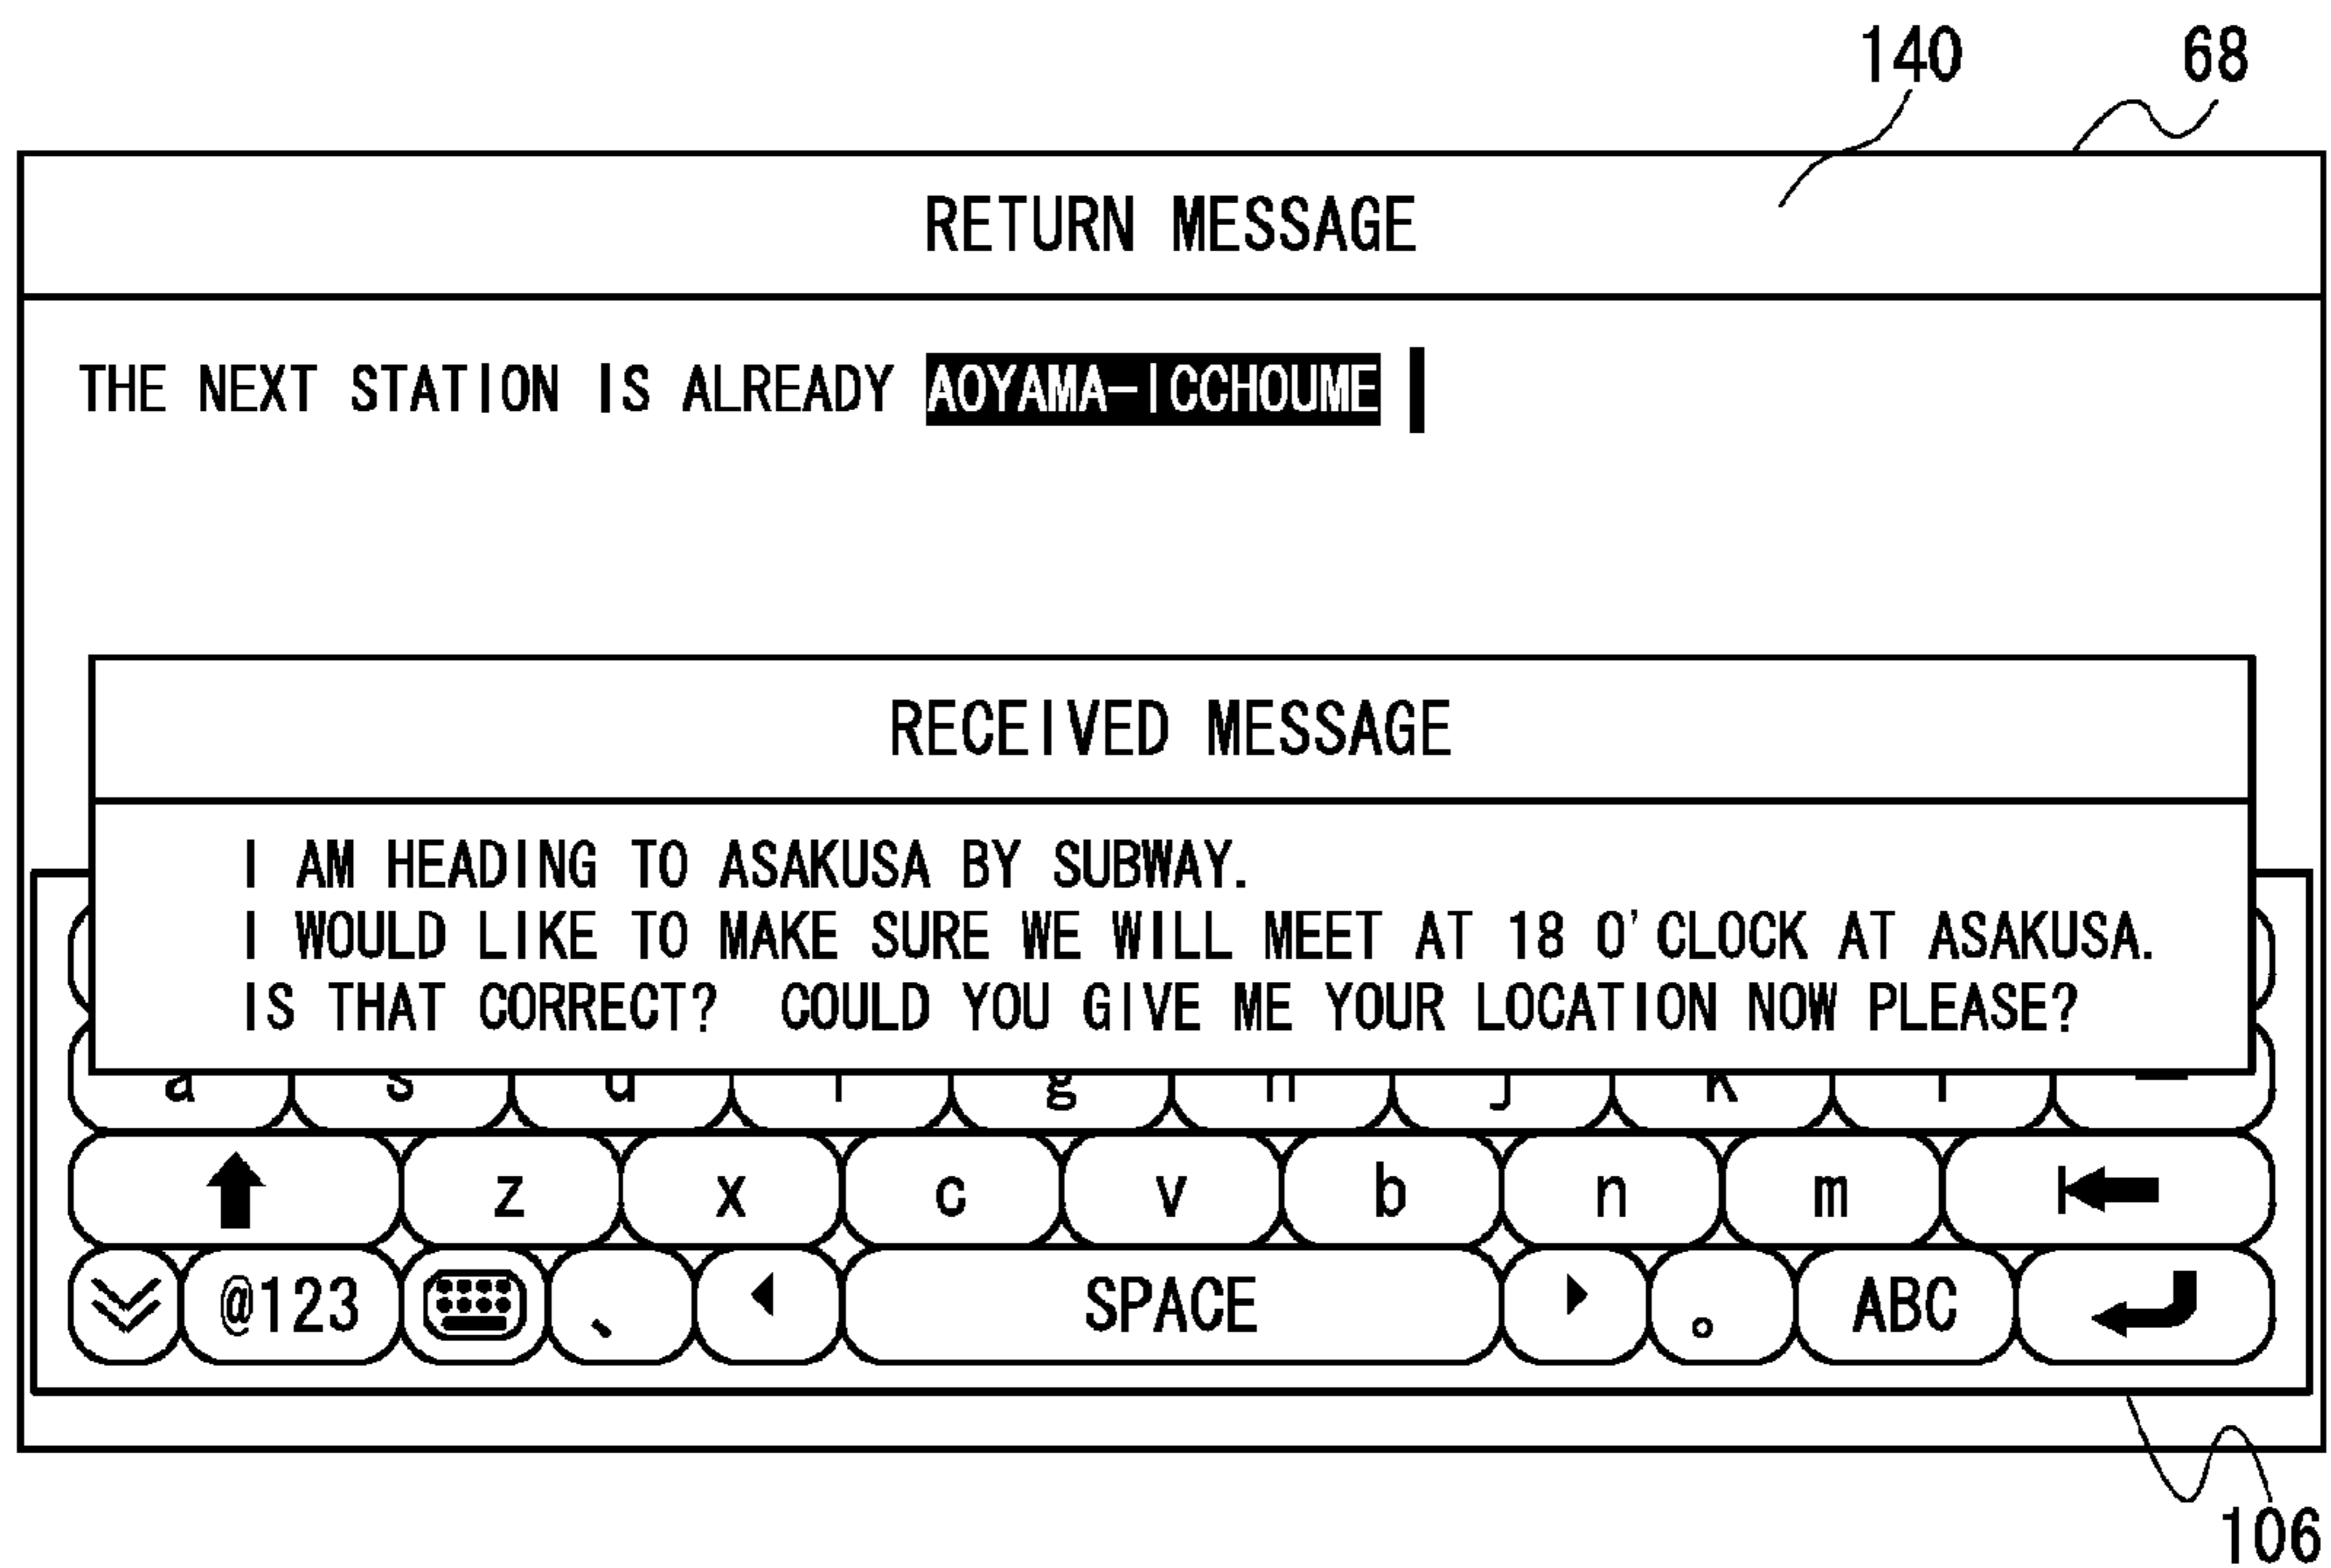 140 68
RETURN MESSAGE
THE NEXT STATION IS ALREADY AOYAMA-ICCHOUME
RECEIVED MESSAGE
I AM HEADING TO ASAKUSA BY SUBWAY.
I WOULD LIKE TO MAKE SURE WE WILL MEET AT 18 O'CLOCK AT ASAKUSA.
IS THAT CORRECT? COULD YOU GIVE ME YOUR LOCATION NOW PLEASE?
a s d f g h j k l
z x c v b n m
@123 、 SPACE 。 ABC
106